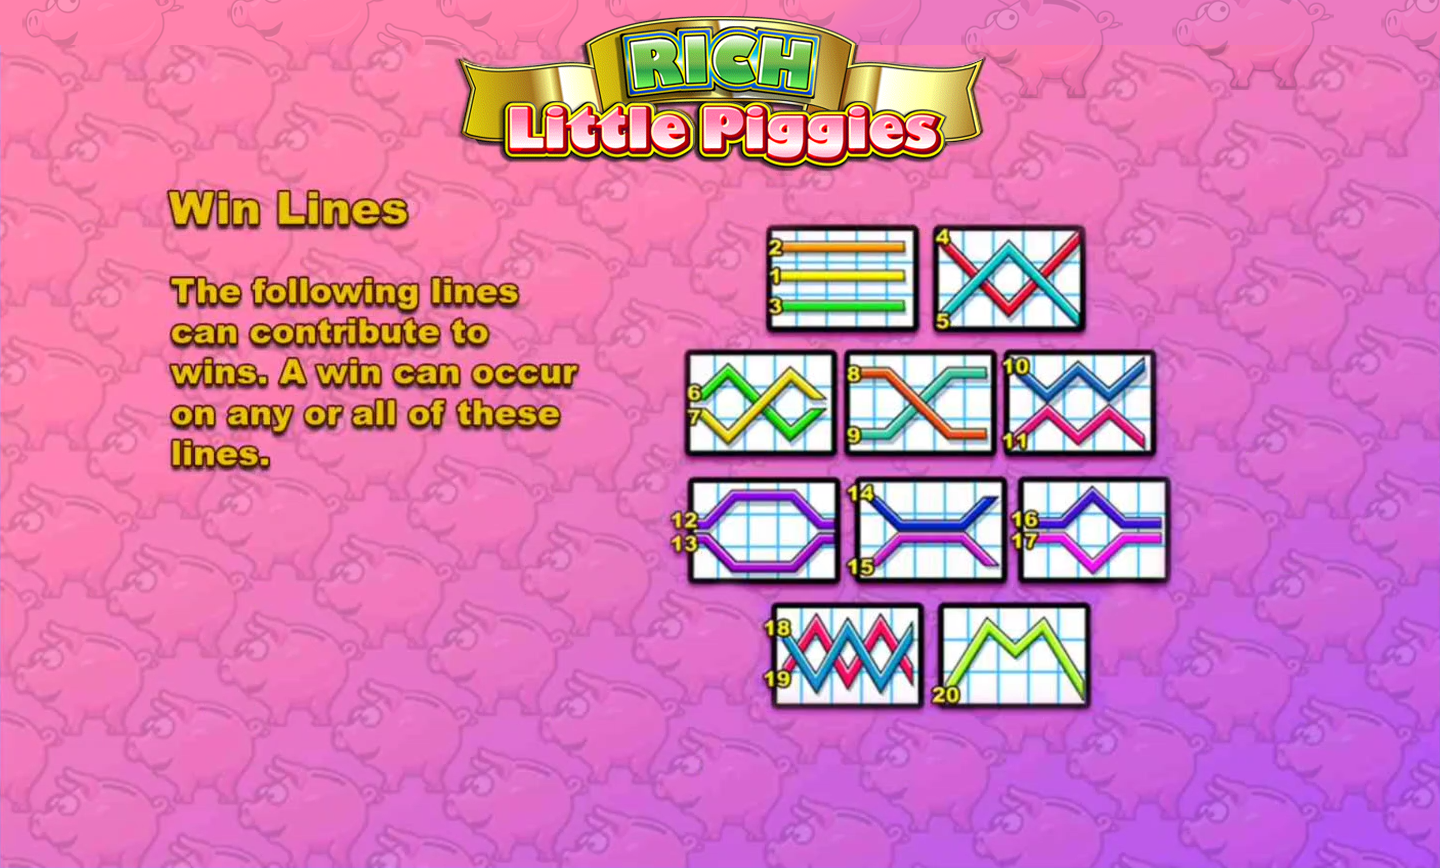 RICH
Little Piggies
Win Lines
The following lines
can contribute to
wins. A win can occur
on any or all of these
lines.
2
1
3
4
5
6
7
8
9
10
11
12
13
14
15
16
17
18
19
20